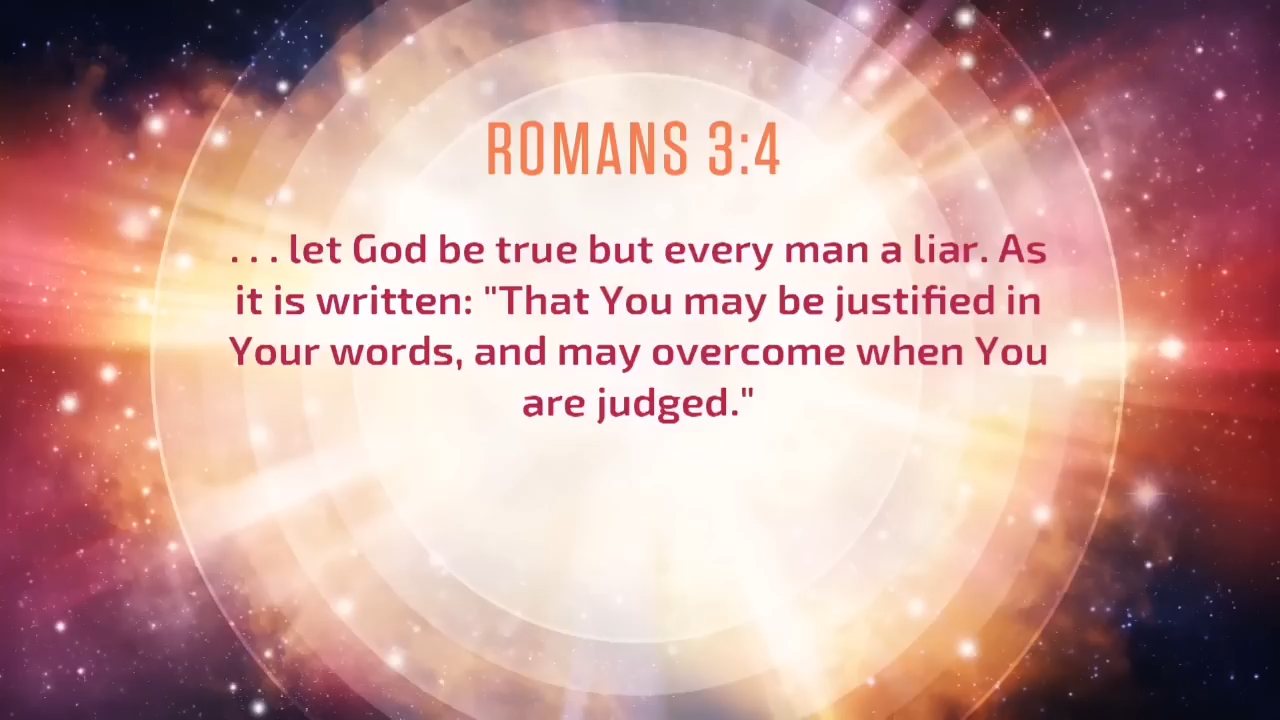 ROMANS 3:4
. . . let God be true but every man a liar. As
it is written: "That You may be justified in
Your words, and may overcome when You
are judged."